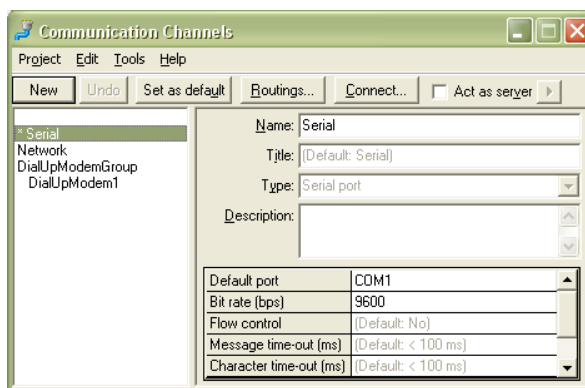 Communication Channels
Project Edit Tools Help
New Undo Set as default Routings... Connect... Act as server
* Serial
Network
DialUpModemGroup
DialUpModem1
Name: Serial
Title: (Default: Serial)
Type: Serial port
Description:
Default port COM1
Bit rate (bps) 9600
Flow control (Default: No)
Message time-out (ms) (Default: < 100 ms)
Character time-out (ms) (Default: < 100 ms)